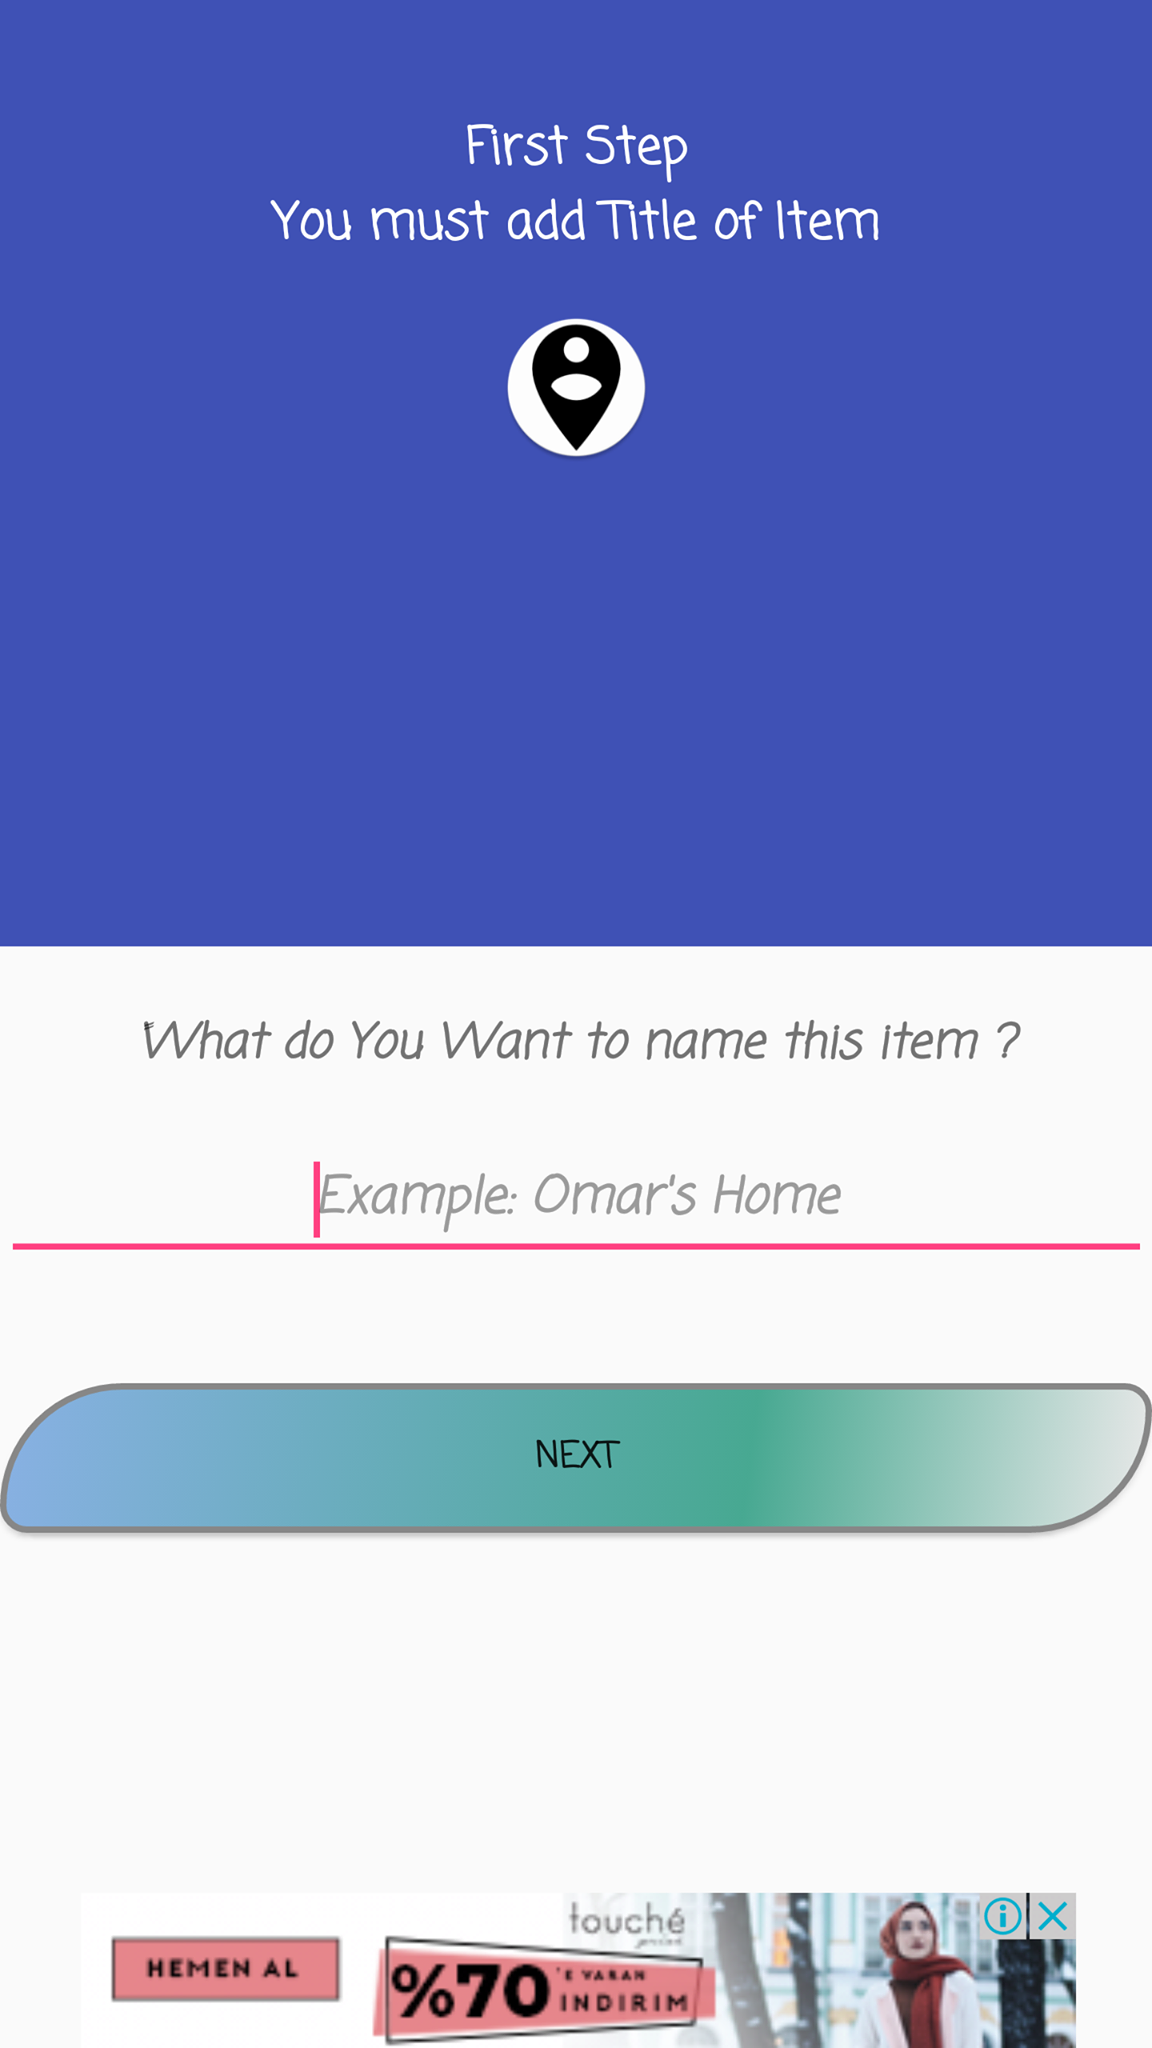 First Step
You must add Title of Item
What do You Want to name this item ?
Example: Omar's Home
NEXT
touché
HEMEN AL
%70 'E VARAN
INDIRIM